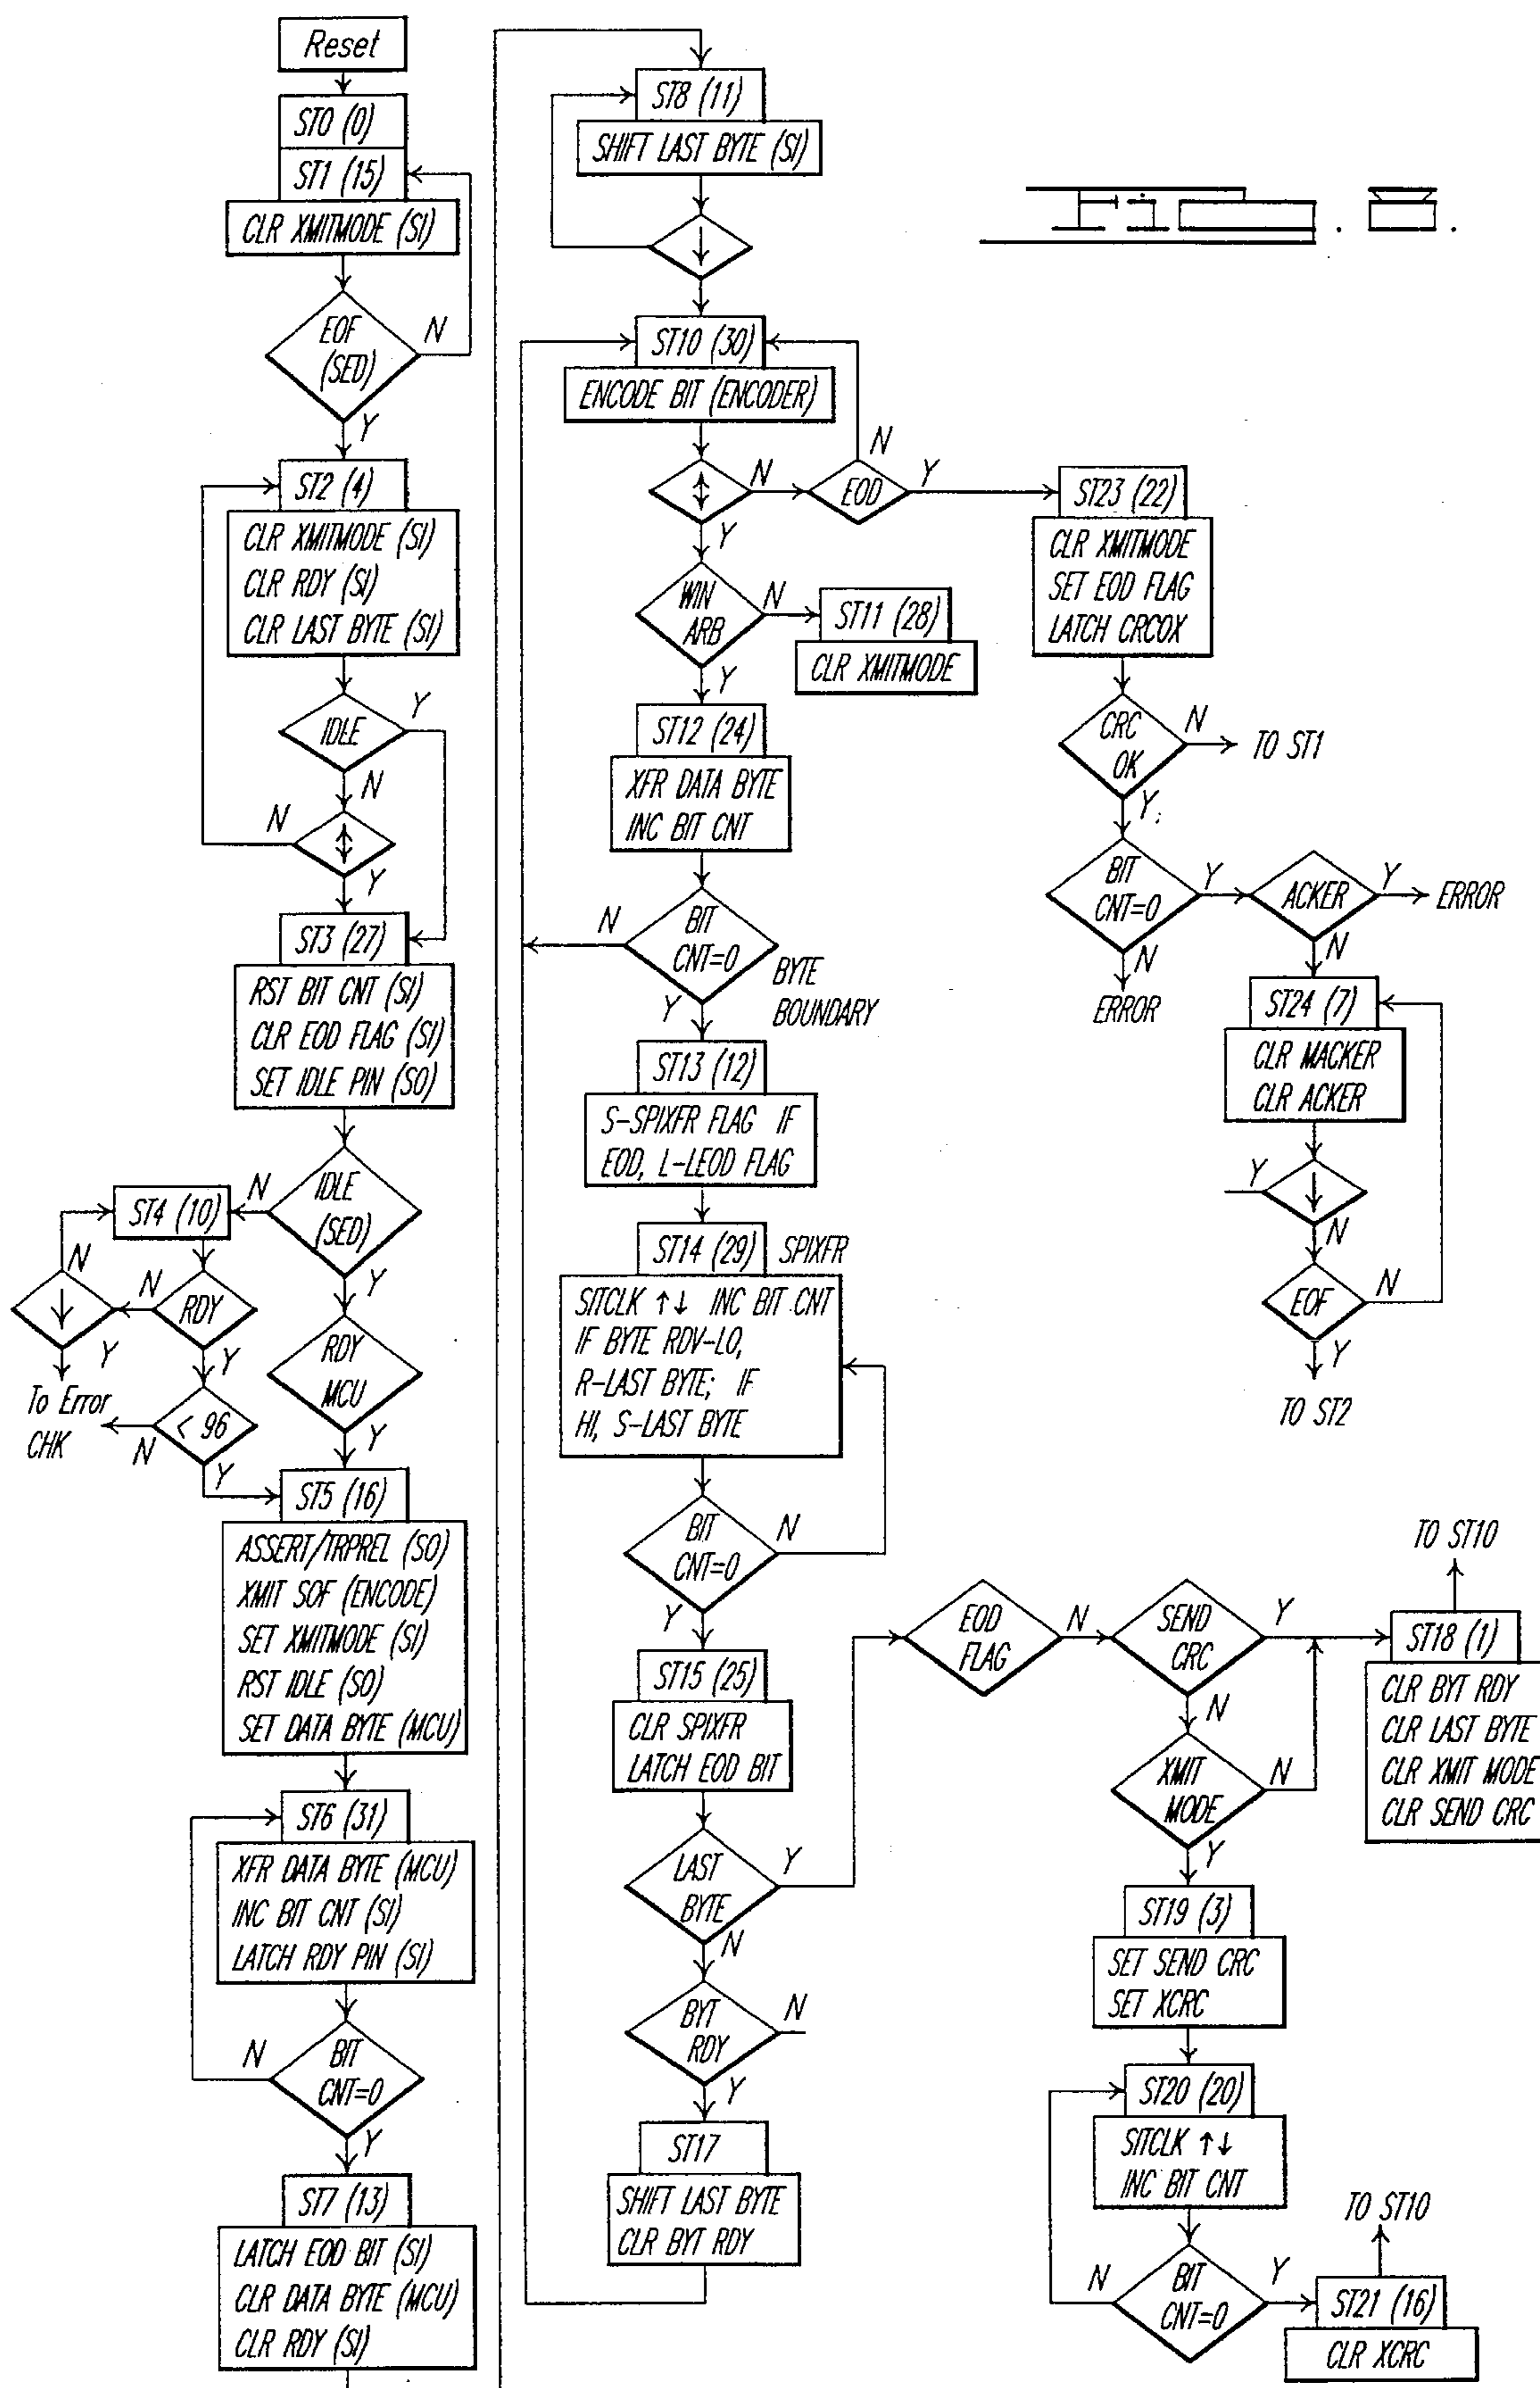 Reset
ST0 (0)
ST1 (15)
CLR XMITMODE (SI)
EOF
(SED)
N
Y
ST2 (4)
CLR XMITMODE (SI)
CLR RDY (SI)
CLR LAST BYTE (SI)
IDLE
Y
N
N
Y
ST3 (27)
RST BIT CNT (SI)
CLR EOD FLAG (SI)
SET IDLE PIN (SO)
IDLE
(SED)
N
Y
ST4 (10)
N
RDY
N
Y
Y
To Error
CHK
< 96
N
Y
RDY
MCU
Y
ST5 (16)
ASSERT/TRPREL (SO)
XMIT SOF (ENCODE)
SET XMITMODE (SI)
RST IDLE (SO)
SET DATA BYTE (MCU)
ST6 (31)
XFR DATA BYTE (MCU)
INC BIT CNT (SI)
LATCH RDY PIN (SI)
BIT
CNT=0
N
Y
ST7 (13)
LATCH EOD BIT (SI)
CLR DATA BYTE (MCU)
CLR RDY (SI)
ST8 (11)
SHIFT LAST BYTE (SI)
↓
ST10 (30)
ENCODE BIT (ENCODER)
N
Y
EOD
N
Y
WIN
ARB
N
Y
ST11 (28)
CLR XMITMODE
ST12 (24)
XFR DATA BYTE
INC BIT CNT
BIT
CNT=0
N
Y
BYTE
BOUNDARY
ST13 (12)
S-SPIXFR FLAG IF
EOD, L-LEOD FLAG
ST14 (29)
SPIXFR
SITCLK ↑↓ INC BIT CNT
IF BYTE RDV-LO,
R-LAST BYTE; IF
HI, S-LAST BYTE
BIT
CNT=0
N
Y
ST15 (25)
CLR SPIXFR
LATCH EOD BIT
LAST
BYTE
Y
N
BYT
RDY
N
Y
ST17
SHIFT LAST BYTE
CLR BYT RDY
ST23 (22)
CLR XMITMODE
SET EOD FLAG
LATCH CRCOX
CRC
OK
N
TO ST1
Y
BIT
CNT=0
Y
N
ERROR
ACKER
Y
ERROR
N
ST24 (7)
CLR MACKER
CLR ACKER
Y
↓
N
EOF
N
Y
TO ST2
EOD
FLAG
N
SEND
CRC
Y
N
XMIT
MODE
N
Y
TO ST10
ST18 (1)
CLR BYT RDY
CLR LAST BYTE
CLR XMIT MODE
CLR SEND CRC
ST19 (3)
SET SEND CRC
SET XCRC
ST20 (20)
SITCLK ↑↓
INC BIT CNT
BIT
CNT=0
N
Y
TO ST10
ST21 (16)
CLR XCRC